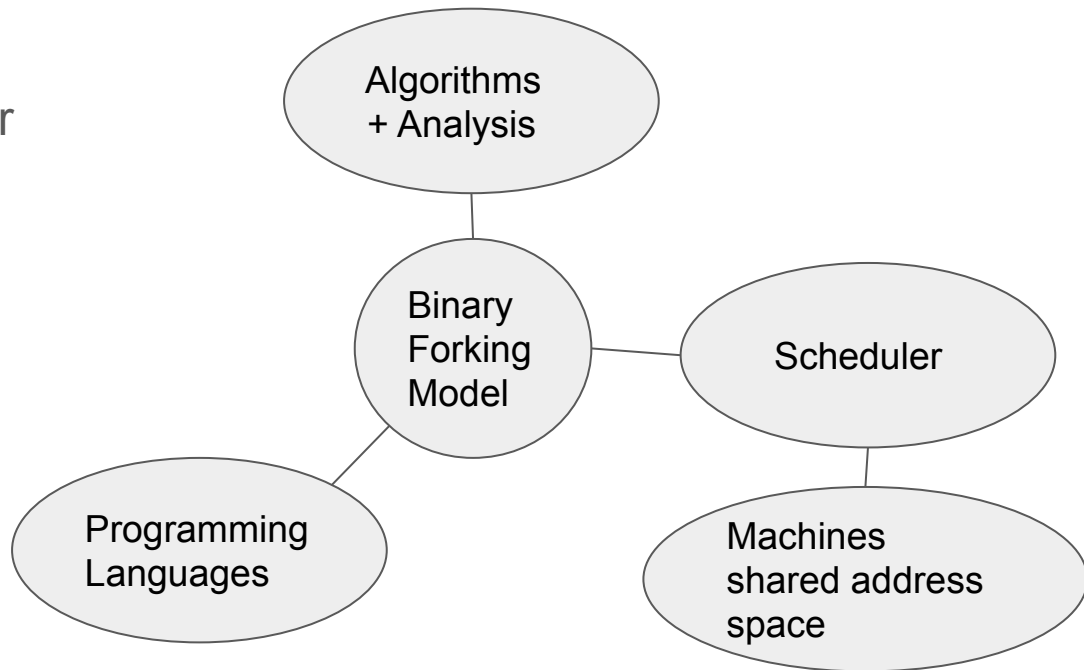 Algorithms
+ Analysis
r
Binary
Forking
Model
Scheduler
Programming
Languages
Machines
shared address
space